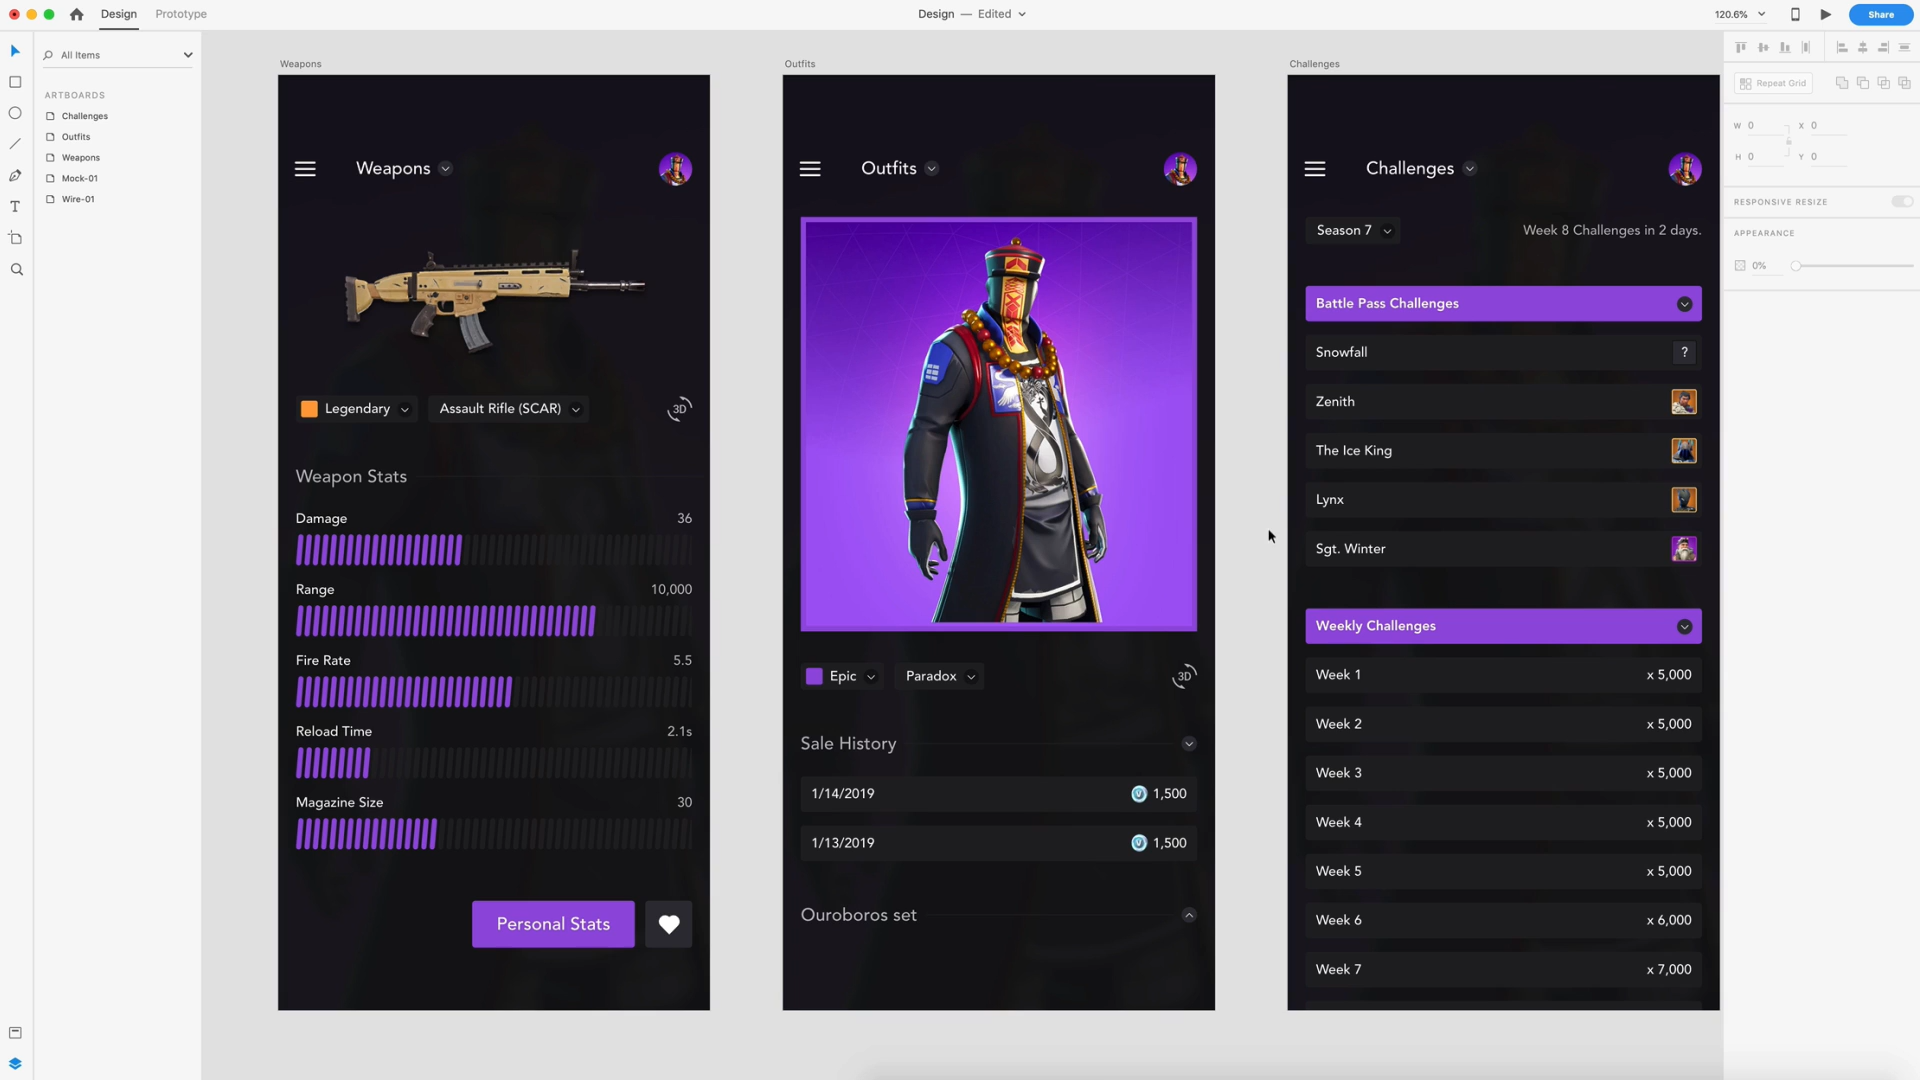 Design
Prototype
Design — Edited
120.6%
Share
All Items
ARTBOARDS
Challenges
Outfits
Weapons
Mock-01
Wire-01
Weapons
Weapons
Legendary
Assault Rifle (SCAR)
3D
Weapon Stats
Damage 36
Range 10,000
Fire Rate 5.5
Reload Time 2.1s
Magazine Size 30
Personal Stats
Outfits
Outfits
Epic
Paradox
3D
Sale History
1/14/2019 1,500
1/13/2019 1,500
Ouroboros set
Challenges
Challenges
Season 7
Week 8 Challenges in 2 days.
Battle Pass Challenges
Snowfall ?
Zenith
The Ice King
Lynx
Sgt. Winter
Weekly Challenges
Week 1 x 5,000
Week 2 x 5,000
Week 3 x 5,000
Week 4 x 5,000
Week 5 x 5,000
Week 6 x 6,000
Week 7 x 7,000
Repeat Grid
W 0 X 0
H 0 Y 0
RESPONSIVE RESIZE
APPEARANCE
0%